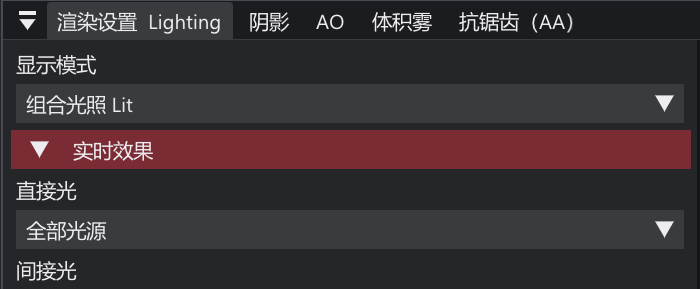 渲染设置 Lighting 阴影 AO 体积雾 抗锯齿（AA）
显示模式
组合光照 Lit
实时效果
直接光
全部光源
间接光